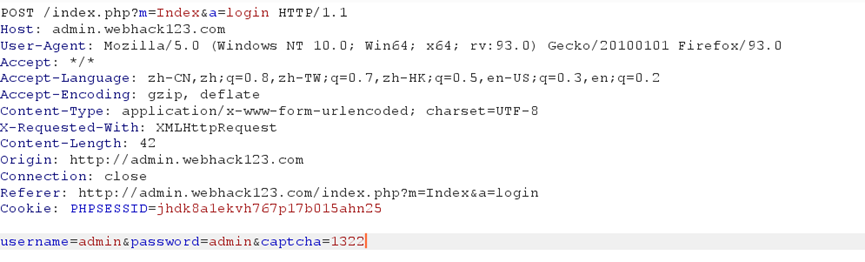 POST /index.php?m=Index&a=login HTTP/1.1
Host: admin.webhack123.com
User-Agent: Mozilla/5.0 (Windows NT 10.0; Win64; x64; rv:93.0) Gecko/20100101 Firefox/93.0
Accept: */*
Accept-Language: zh-CN,zh;q=0.8,zh-TW;q=0.7,zh-HK;q=0.5,en-US;q=0.3,en;q=0.2
Accept-Encoding: gzip, deflate
Content-Type: application/x-www-form-urlencoded; charset=UTF-8
X-Requested-With: XMLHttpRequest
Content-Length: 42
Origin: http://admin.webhack123.com
Connection: close
Referer: http://admin.webhack123.com/index.php?m=Index&a=login
Cookie: PHPSESSID=jhdk8a1ekvh767p17b015ahn25
username=admin&password=admin&captcha=1322